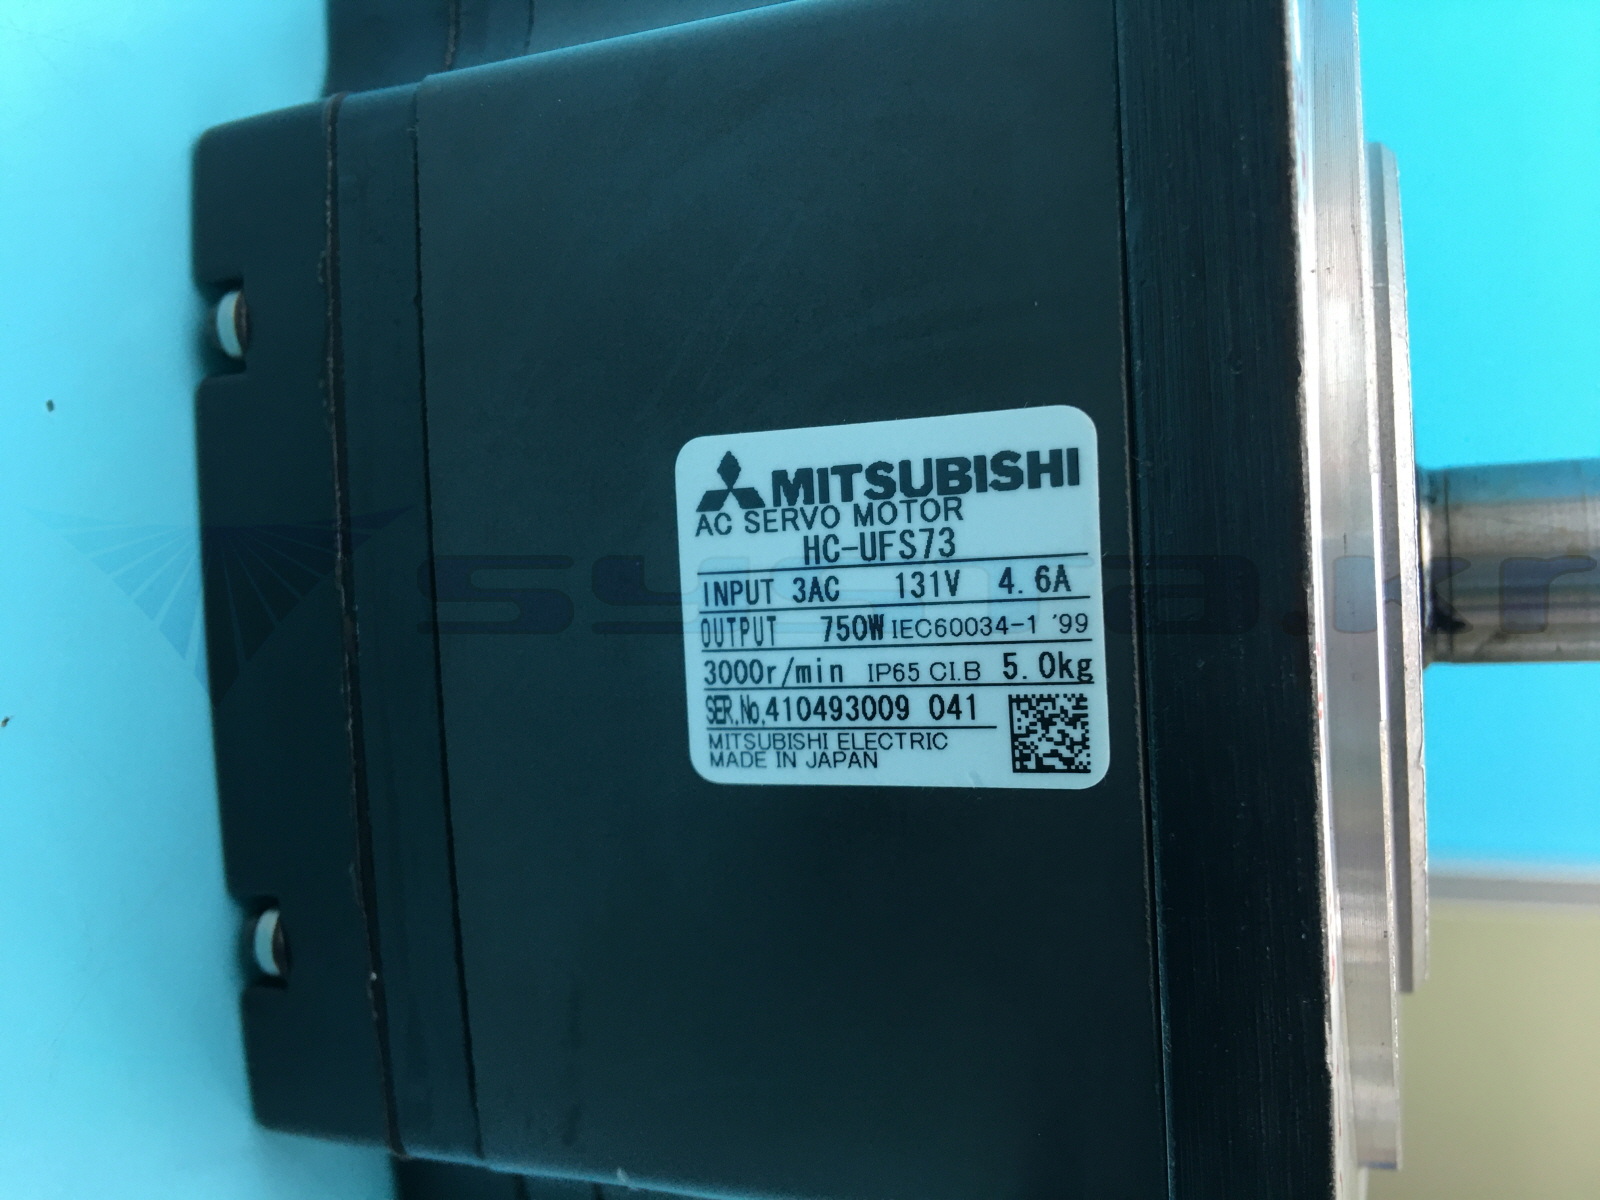 MITSUBISHI
AC SERVO MOTOR
HC-UFS73
INPUT 3AC 131V 4.6A
OUTPUT 750W IEC60034-1 '99
3000r/min IP65 CI.B 5.0kg
SER.No.410493009 041
MITSUBISHI ELECTRIC
MADE IN JAPAN